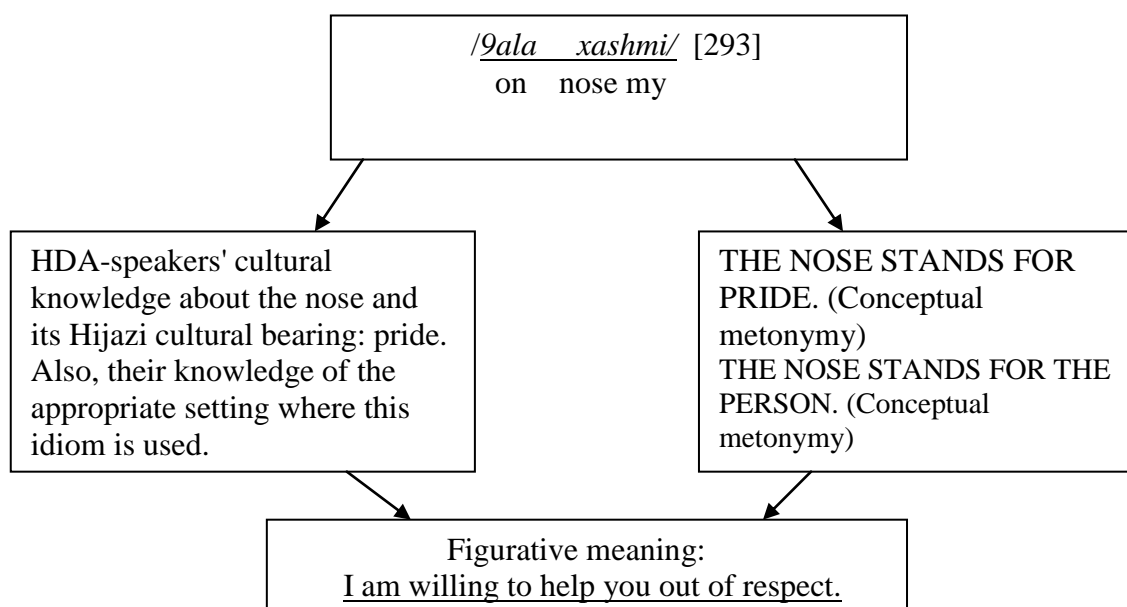 /9ala xashmi/ [293]
on nose my
HDA-speakers' cultural
knowledge about the nose and
its Hijazi cultural bearing: pride.
Also, their knowledge of the
appropriate setting where this
idiom is used.
THE NOSE STANDS FOR
PRIDE. (Conceptual
metonymy)
THE NOSE STANDS FOR THE
PERSON. (Conceptual
metonymy)
Figurative meaning:
I am willing to help you out of respect.